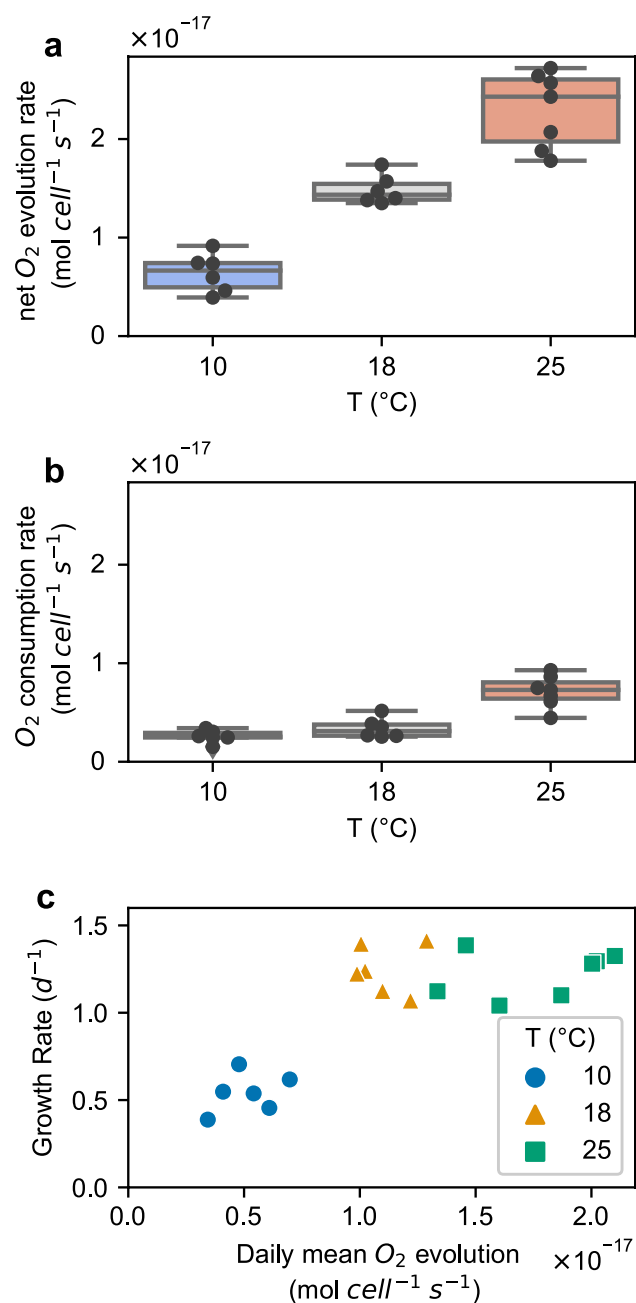 a
×10⁻¹⁷
net O₂ evolution rate
(mol cell⁻¹ s⁻¹)
2
1
0
10 18 25
T (°C)
b
×10⁻¹⁷
O₂ consumption rate
(mol cell⁻¹ s⁻¹)
2
1
0
10 18 25
T (°C)
c
Growth Rate (d⁻¹)
1.5
1.0
0.5
0.0
T (°C)
10
18
25
0.0 0.5 1.0 1.5 2.0
Daily mean O₂ evolution
×10⁻¹⁷
(mol cell⁻¹ s⁻¹)